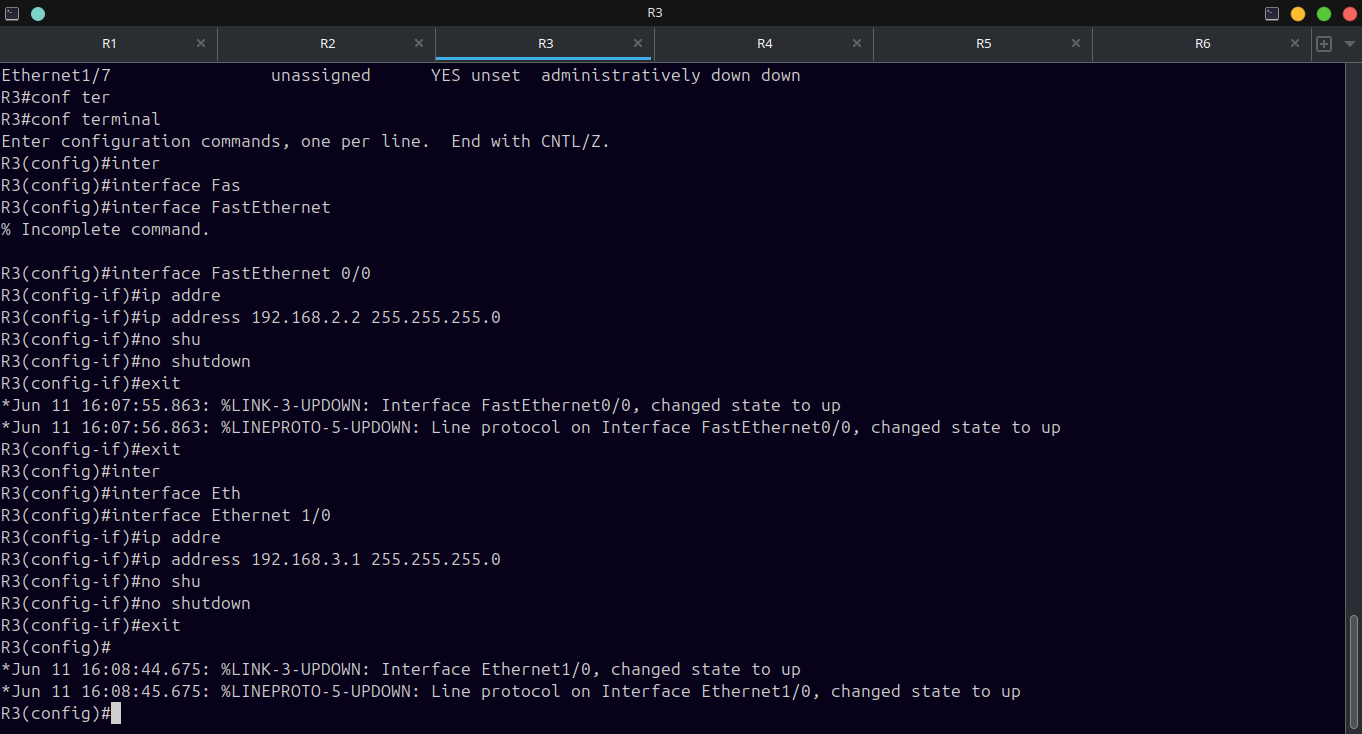 R3
R1 R2 R3 R4 R5 R6
Ethernet1/7                unassigned      YES unset  administratively down down
R3#conf ter
R3#conf terminal
Enter configuration commands, one per line.  End with CNTL/Z.
R3(config)#inter
R3(config)#interface Fas
R3(config)#interface FastEthernet
% Incomplete command.

R3(config)#interface FastEthernet 0/0
R3(config-if)#ip addre
R3(config-if)#ip address 192.168.2.2 255.255.255.0
R3(config-if)#no shu
R3(config-if)#no shutdown
R3(config-if)#exit
*Jun 11 16:07:55.863: %LINK-3-UPDOWN: Interface FastEthernet0/0, changed state to up
*Jun 11 16:07:56.863: %LINEPROTO-5-UPDOWN: Line protocol on Interface FastEthernet0/0, changed state to up
R3(config-if)#exit
R3(config)#inter
R3(config)#interface Eth
R3(config)#interface Ethernet 1/0
R3(config-if)#ip addre
R3(config-if)#ip address 192.168.3.1 255.255.255.0
R3(config-if)#no shu
R3(config-if)#no shutdown
R3(config-if)#exit
R3(config)#
*Jun 11 16:08:44.675: %LINK-3-UPDOWN: Interface Ethernet1/0, changed state to up
*Jun 11 16:08:45.675: %LINEPROTO-5-UPDOWN: Line protocol on Interface Ethernet1/0, changed state to up
R3(config)#